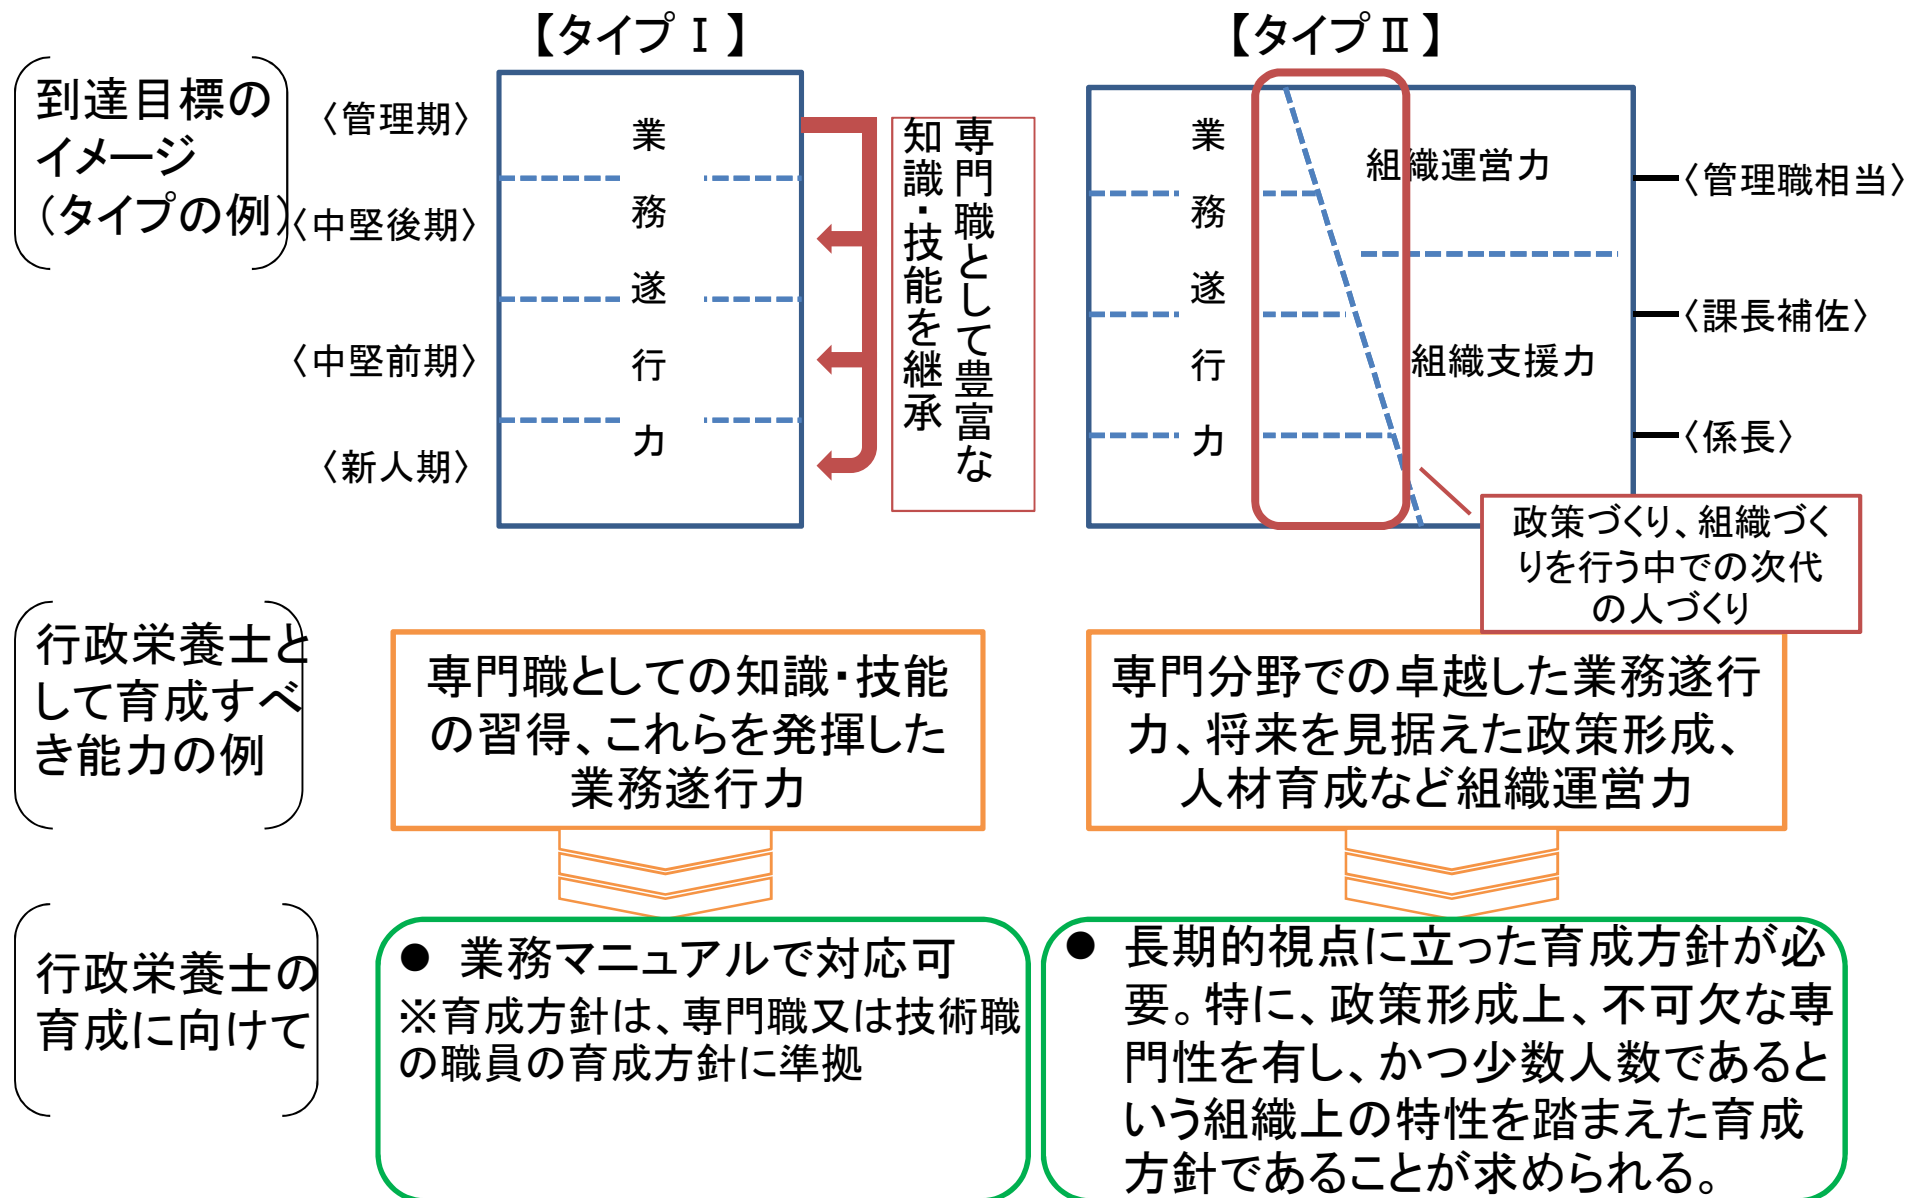 【タイプⅠ】
【タイプⅡ】
到達目標の
イメージ
（タイプの例）
〈管理期〉
〈中堅後期〉
〈中堅前期〉
〈新人期〉
業務遂行力
専門職として豊富な
知識・技能を継承
業務遂行力
組織運営力
組織支援力
〈管理職相当〉
〈課長補佐〉
〈係長〉
政策づくり、組織づく
りを行う中での次代
の人づくり
行政栄養士と
して育成すべ
き能力の例
専門職としての知識・技能
の習得、これらを発揮した
業務遂行力
専門分野での卓越した業務遂行
力、将来を見据えた政策形成、
人材育成など組織運営力
行政栄養士の
育成に向けて
● 業務マニュアルで対応可
※育成方針は、専門職又は技術職
の職員の育成方針に準拠
● 長期的視点に立った育成方針が必
要。特に、政策形成上、不可欠な専
門性を有し、かつ少数人数であると
いう組織上の特性を踏まえた育成
方針であることが求められる。